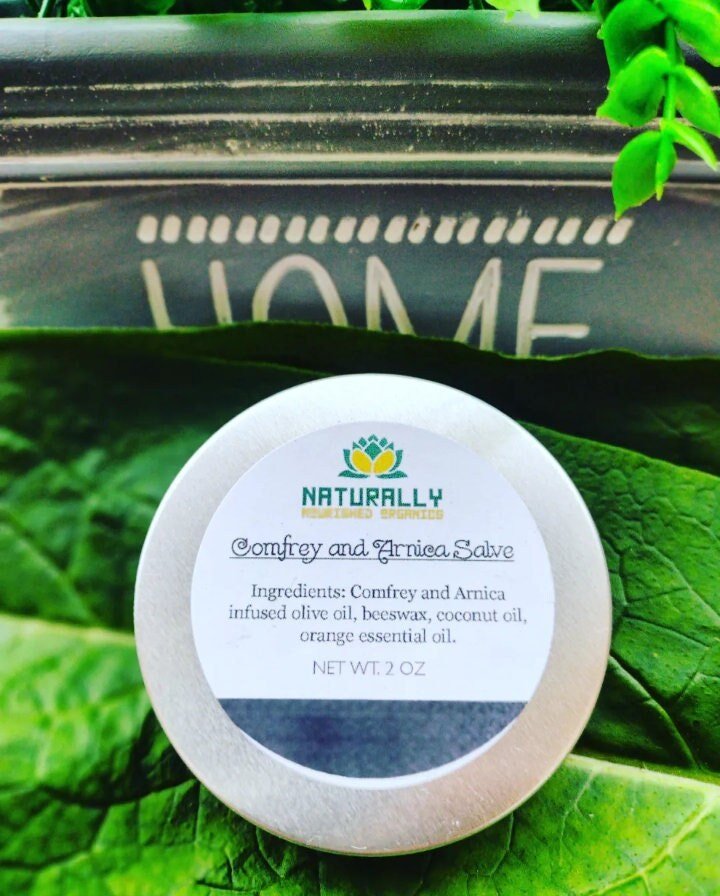 HOME
NATURALLY
NOURISHED ORGANICS
Comfrey and Arnica Salve
Ingredients: Comfrey and Arnica
infused olive oil, beeswax, coconut oil,
orange essential oil.
NET WT. 2 OZ